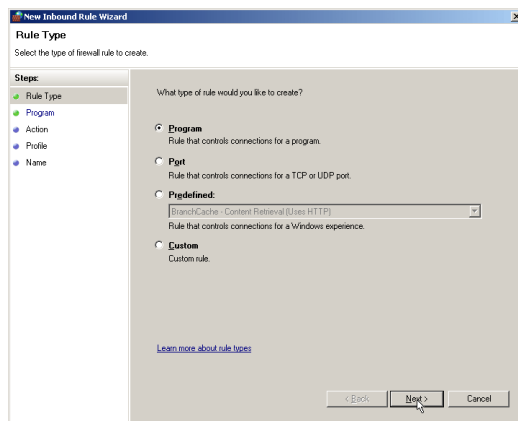 New Inbound Rule Wizard
Rule Type
Select the type of firewall rule to create.
Steps:
Rule Type
Program
Action
Profile
Name
What type of rule would you like to create?
Program
Rule that controls connections for a program.
Port
Rule that controls connections for a TCP or UDP port.
Predefined:
BranchCache - Content Retrieval (Uses HTTP)
Rule that controls connections for a Windows experience.
Custom
Custom rule.
Learn more about rule types
< Back Next > Cancel